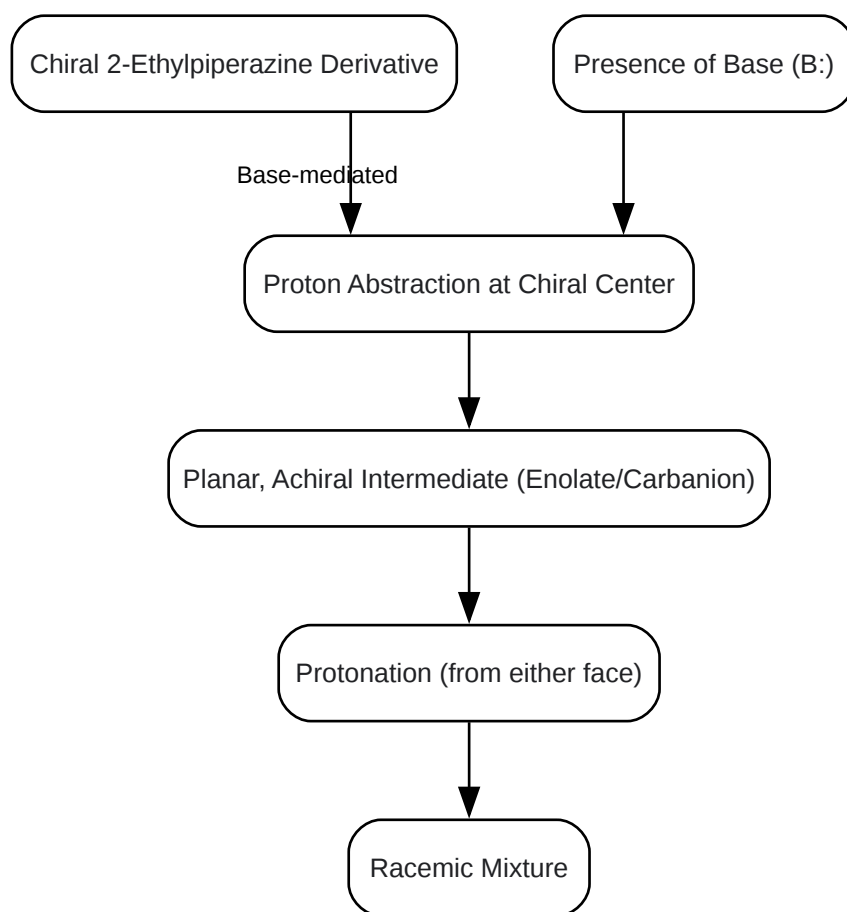 Chiral 2-Ethylpiperazine Derivative
Presence of Base (B:)
Base-mediated
Proton Abstraction at Chiral Center
Planar, Achiral Intermediate (Enolate/Carbanion)
Protonation (from either face)
Racemic Mixture